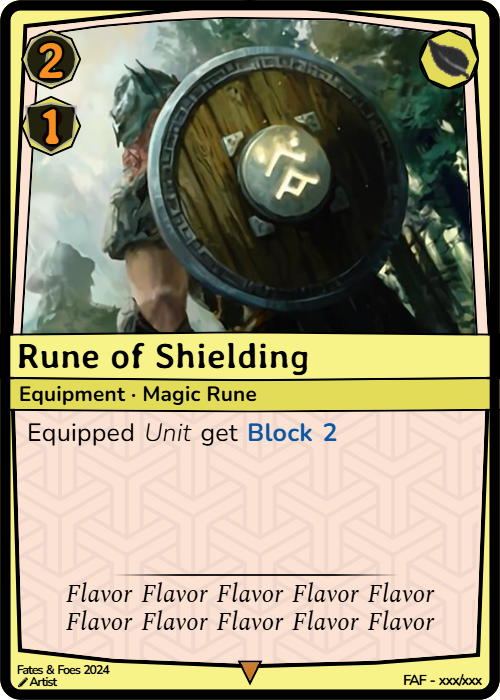 2
1
Rune of Shielding
Equipment · Magic Rune
Equipped Unit get Block 2
Flavor Flavor Flavor Flavor Flavor
Flavor Flavor Flavor Flavor Flavor
Fates & Foes 2024
Artist
FAF - xxx/xxx